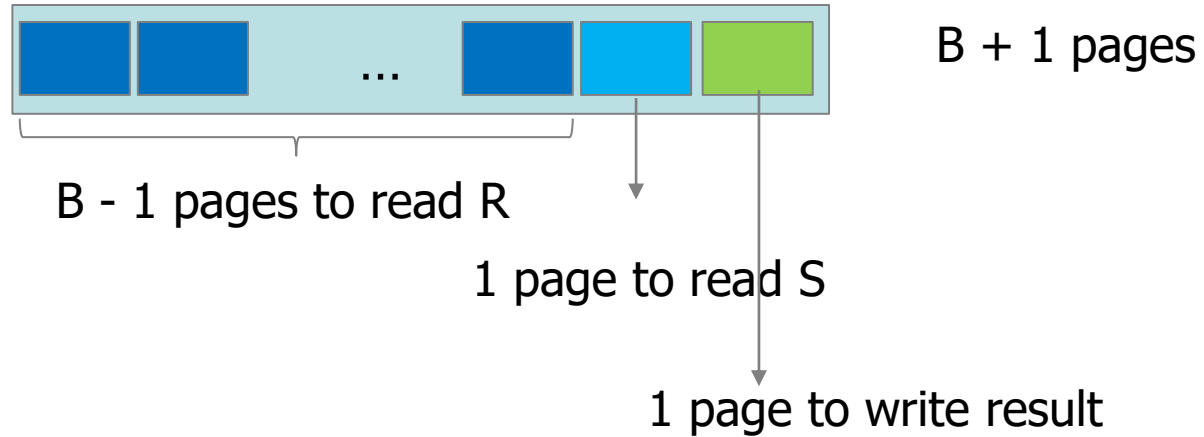 ...
B + 1 pages
B - 1 pages to read R
1 page to read S
1 page to write result